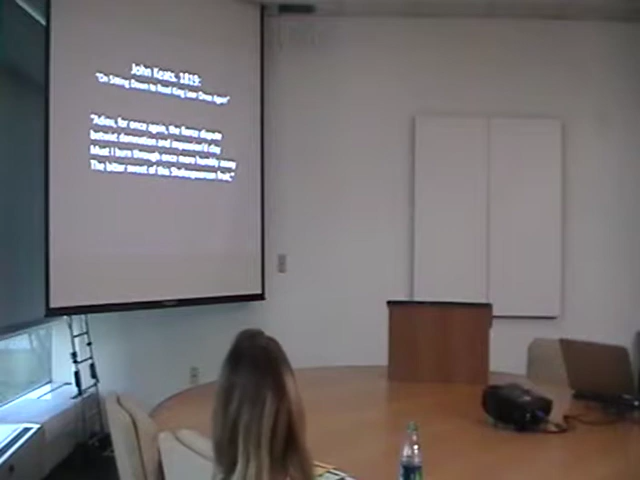 John Keats, 1819:
"On Sitting Down to Read King Lear Once Again"
"Adieu, for once again, the fierce dispute
betwixt damnation and impassion'd clay
Must I burn through once more humbly assay
The bitter sweet of this Shakespearean fruit."